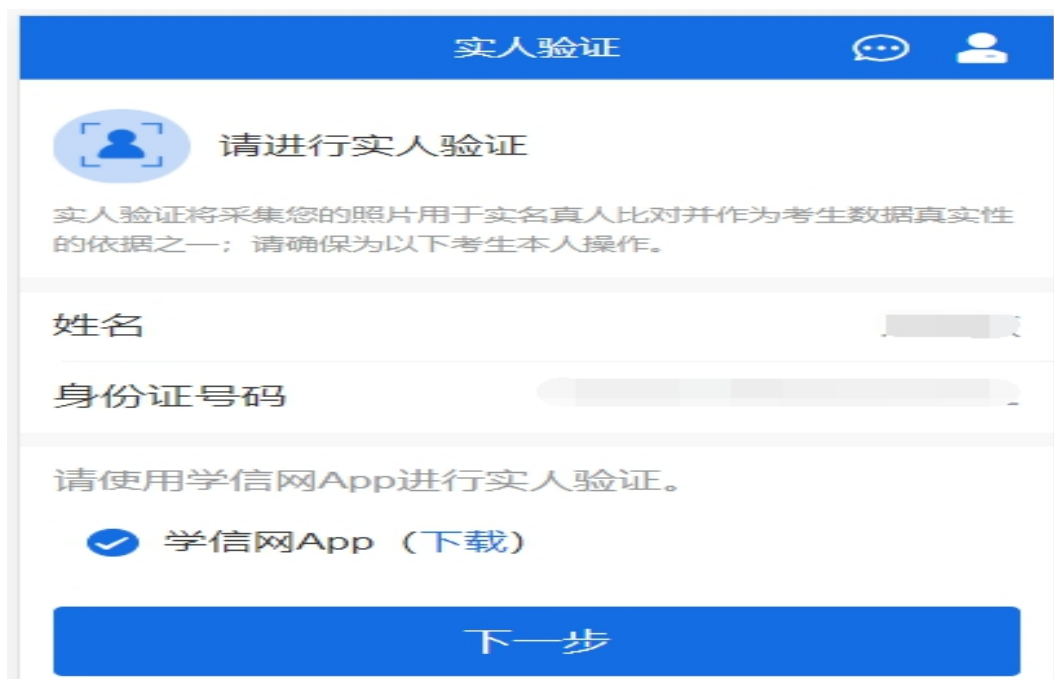 实人验证
请进行实人验证
实人验证将采集您的照片用于实名真人比对并作为考生数据真实性
的依据之一；请确保为以下考生本人操作。
姓名
身份证号码
请使用学信网App进行实人验证。
学信网App（下载）
下一步